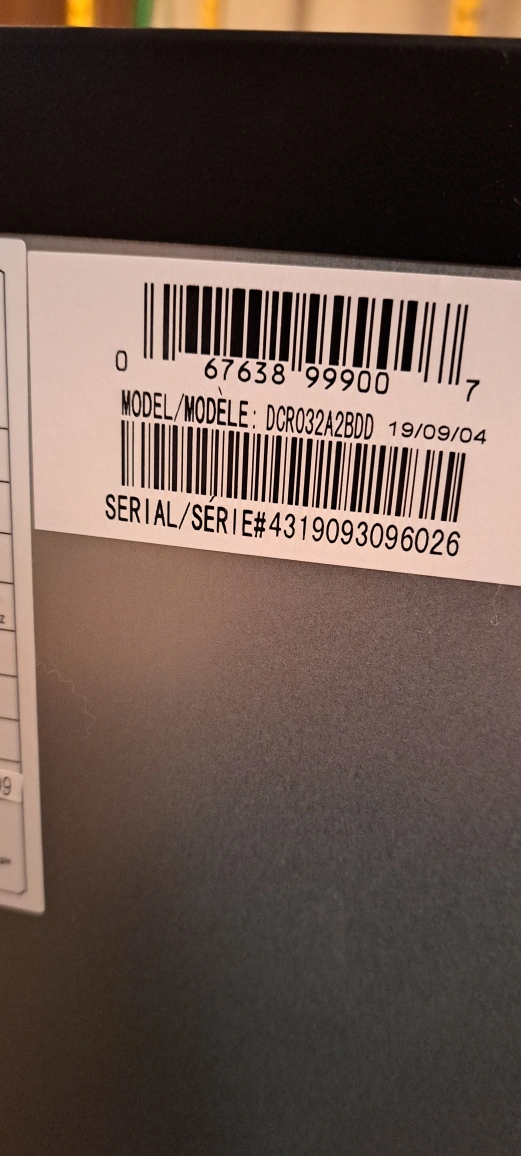 0 67638 99900 7
MODEL/MODÈLE: DCR032A2BDD 19/09/04
SERIAL/SÉRIE#4319093096026
z